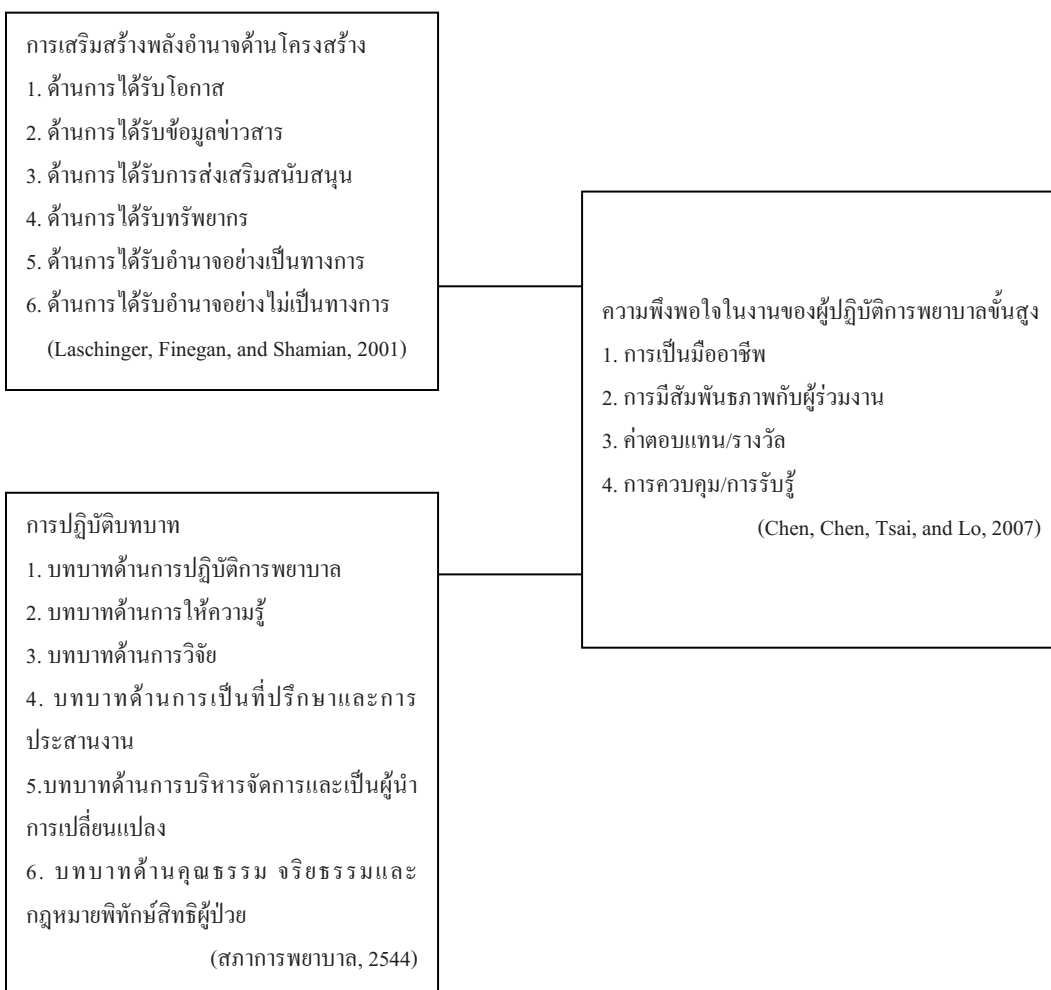 การเสริมสร้างพลังอำนาจด้านโครงสร้าง
1. ด้านการได้รับโอกาส
2. ด้านการได้รับข้อมูลข่าวสาร
3. ด้านการได้รับการส่งเสริมสนับสนุน
4. ด้านการได้รับทรัพยากร
5. ด้านการได้รับอำนาจอย่างเป็นทางการ
6. ด้านการได้รับอำนาจอย่างไม่เป็นทางการ
(Laschinger, Finegan, and Shamian, 2001)
ความพึงพอใจในงานของผู้ปฏิบัติการพยาบาลขั้นสูง
1. การเป็นมืออาชีพ
2. การมีสัมพันธภาพกับผู้ร่วมงาน
3. ค่าตอบแทน/รางวัล
4. การควบคุม/การรับรู้
(Chen, Chen, Tsai, and Lo, 2007)
การปฏิบัติบทบาท
1. บทบาทด้านการปฏิบัติการพยาบาล
2. บทบาทด้านการให้ความรู้
3. บทบาทด้านการวิจัย
4. บทบาทด้านการเป็นที่ปรึกษาและการ
ประสานงาน
5.บทบาทด้านการบริหารจัดการและเป็นผู้นำ
การเปลี่ยนแปลง
6. บทบาทด้านคุณธรรม จริยธรรมและ
กฎหมายพิทักษ์สิทธิผู้ป่วย
(สภาการพยาบาล, 2544)